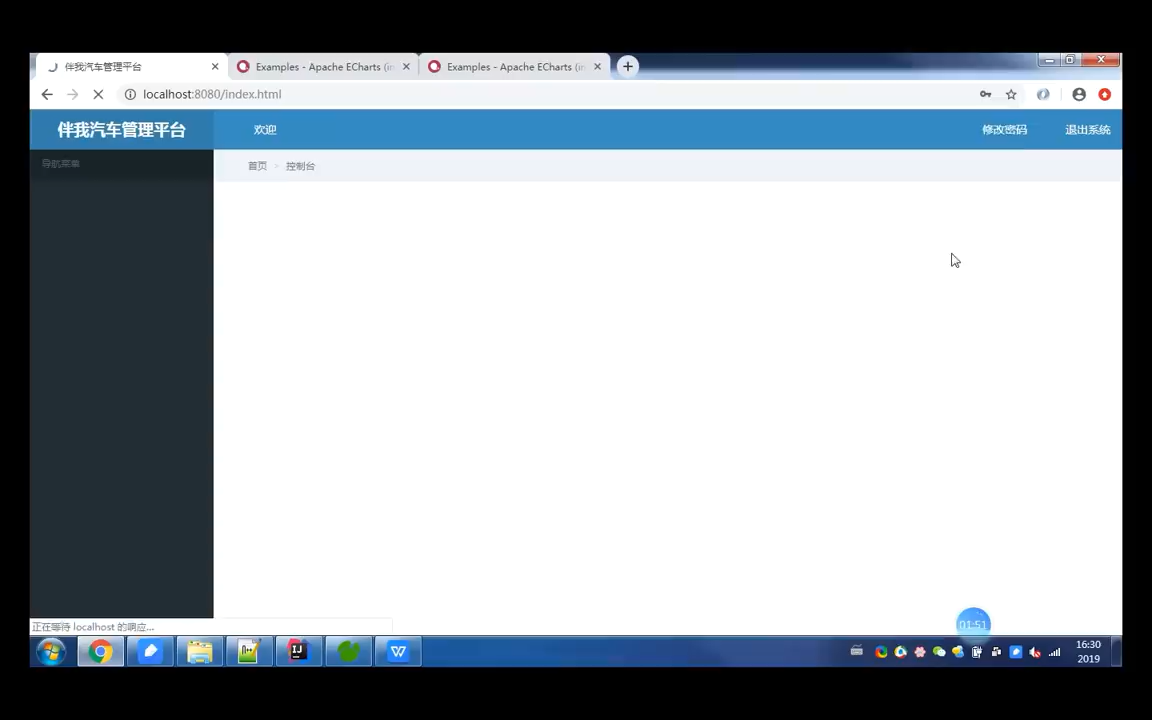 伴我汽车管理平台
Examples - Apache ECharts (in
Examples - Apache ECharts (in
localhost:8080/index.html
伴我汽车管理平台
欢迎
修改密码
退出系统
导航菜单
首页 > 控制台
正在等待 localhost 的响应...
01:51
16:30
2019